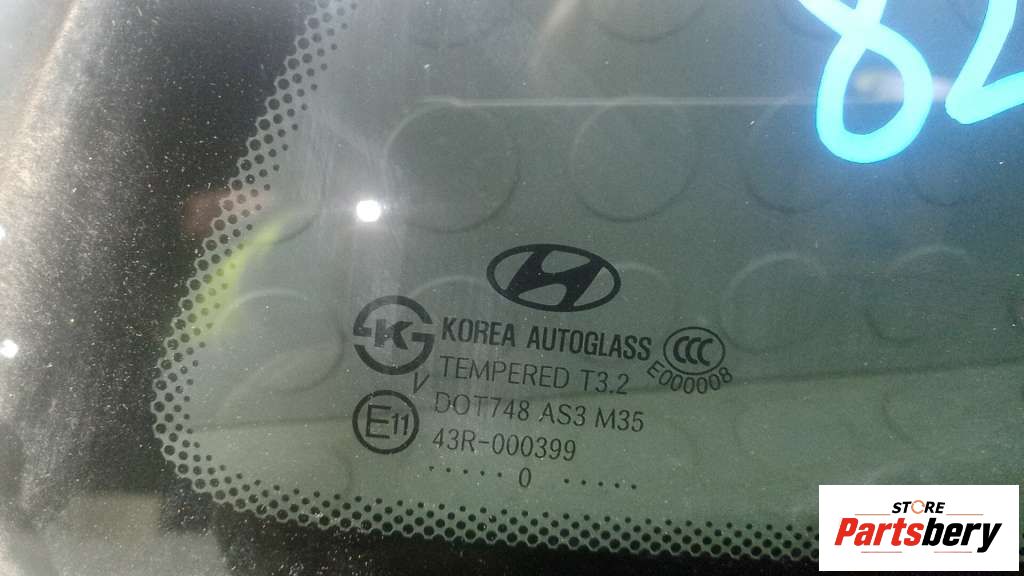 82
KOREA AUTOGLASS
CCC
E000008
TEMPERED T3.2
V
DOT748 AS3 M35
E11
43R-000399
..... 0 .....
STORE
Partsbery